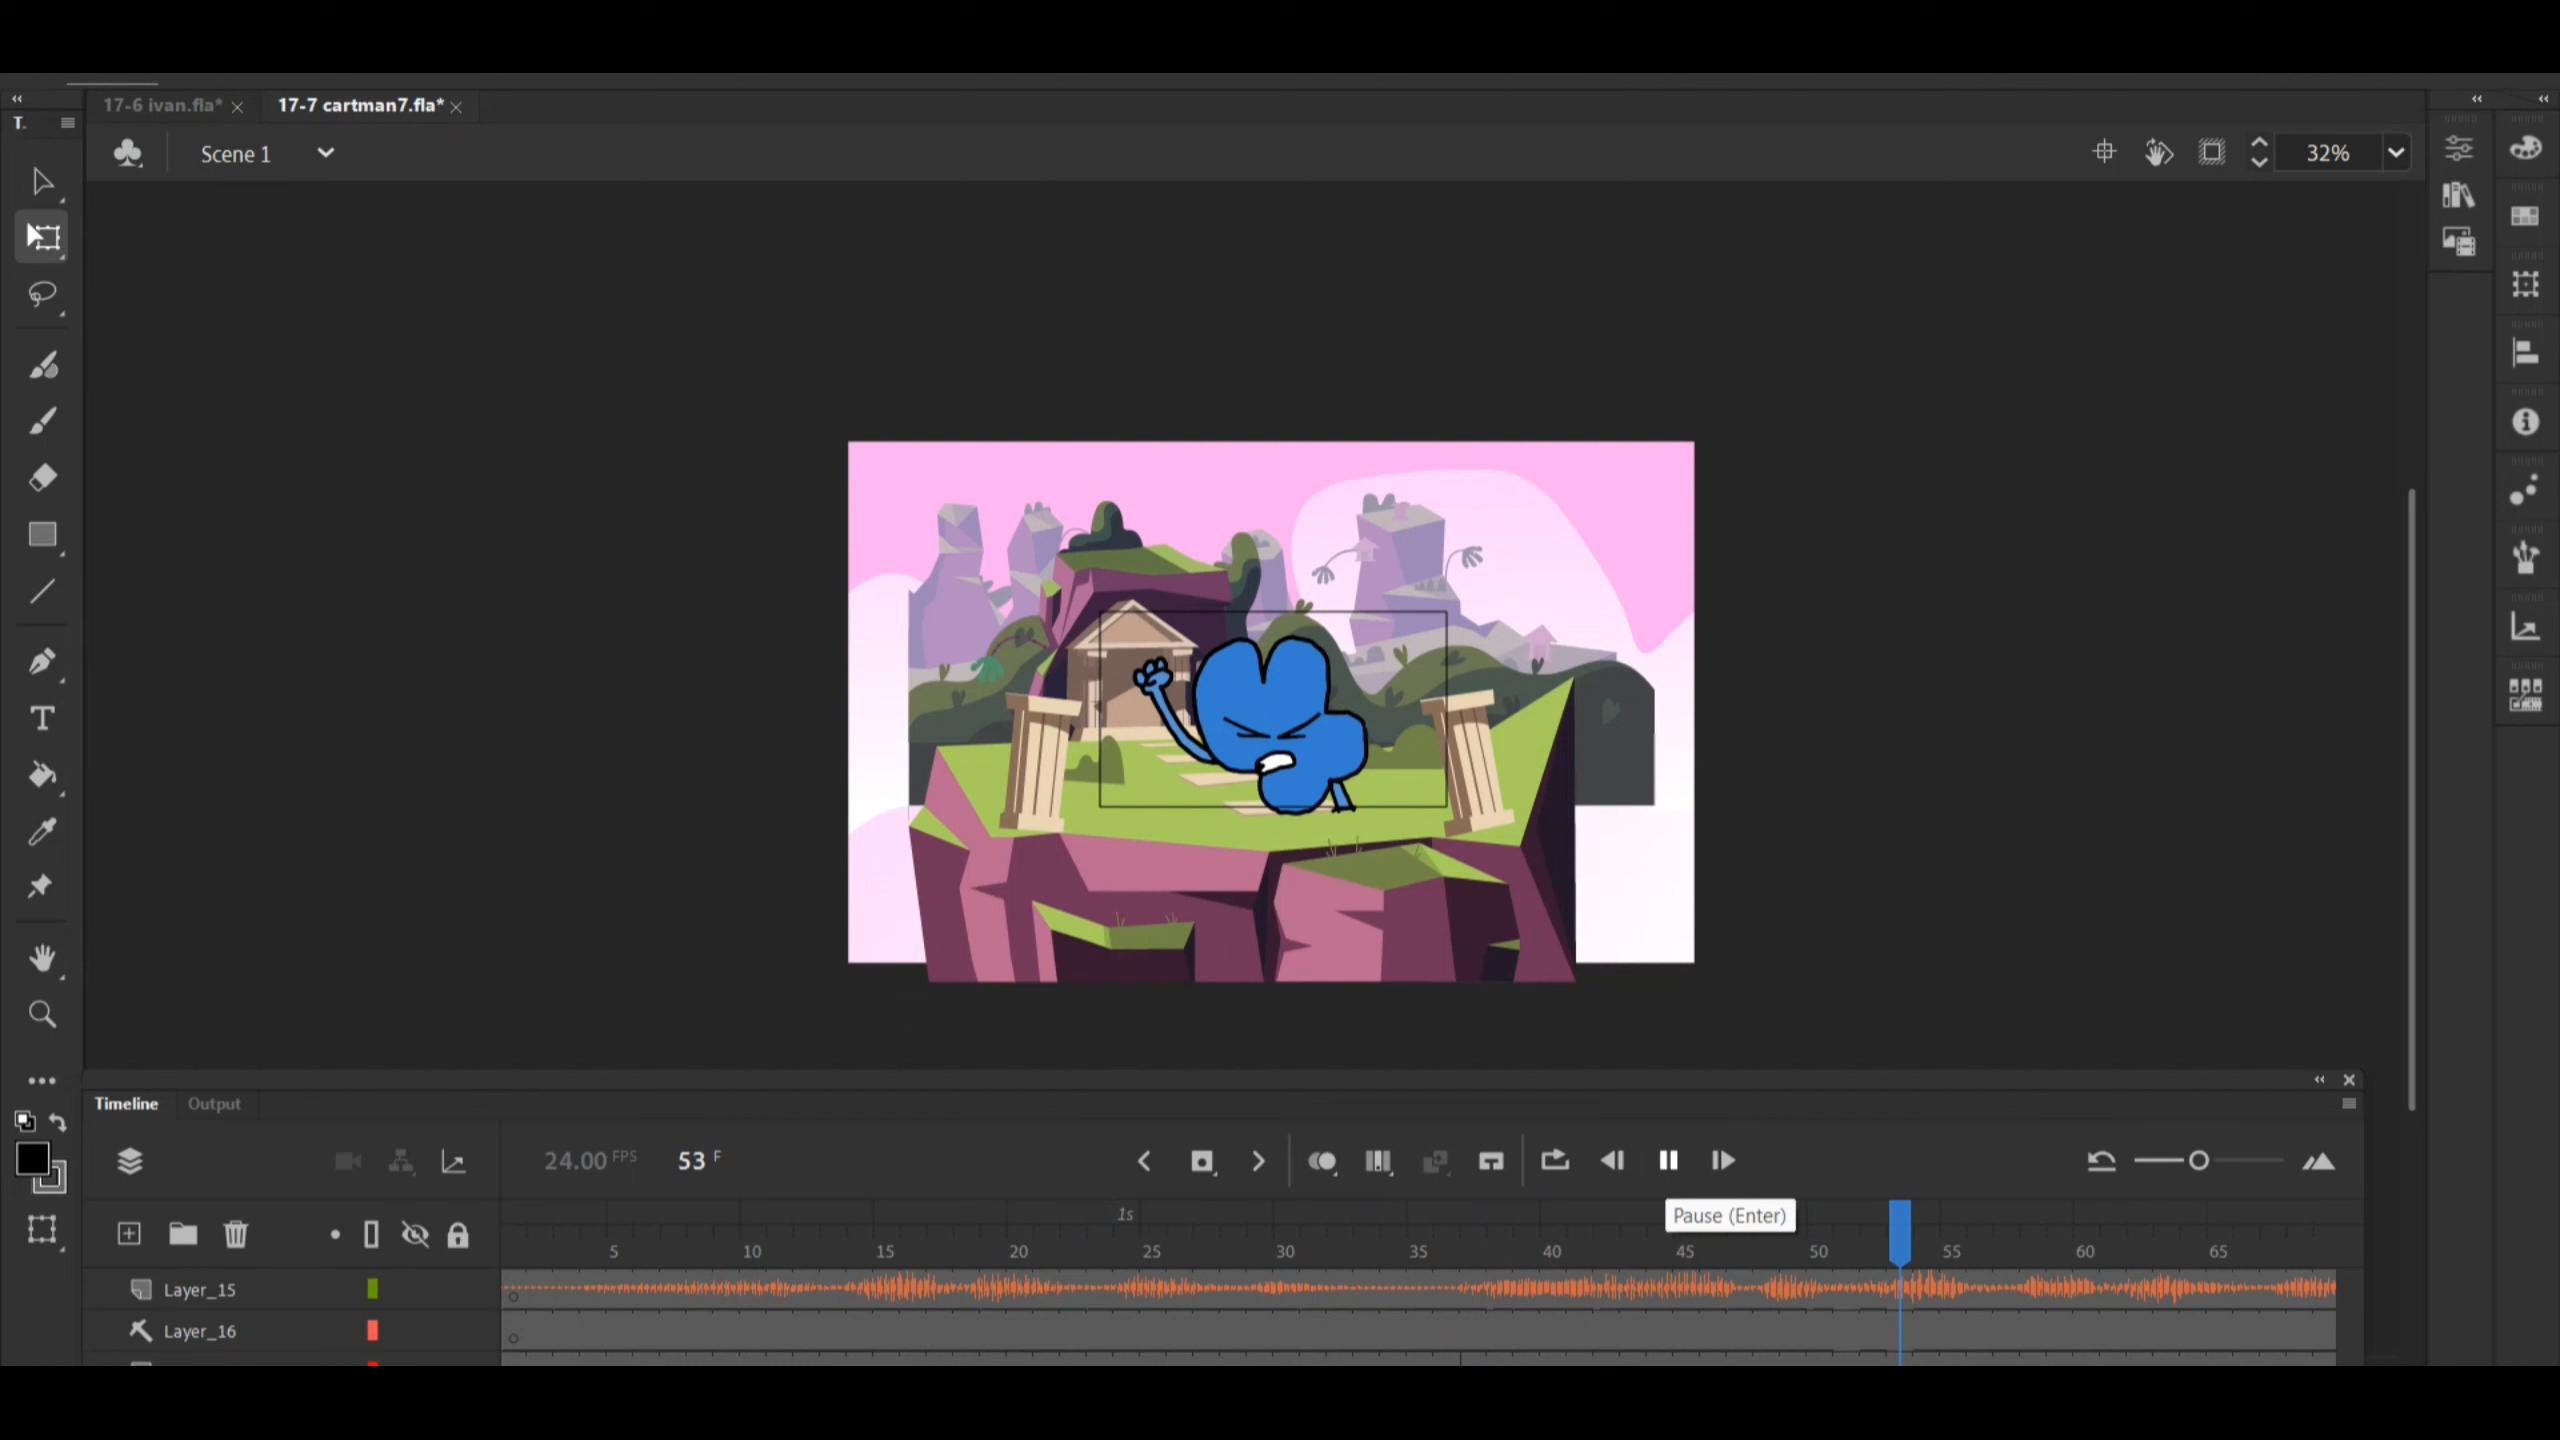 17-6 ivan.fla*
17-7 cartman7.fla*
T.
Scene 1
32%
Timeline
Output
24.00 FPS
53 F
Pause (Enter)
1s
5 10 15 20 25 30 35 40 45 50 55 60 65
Layer_15
Layer_16